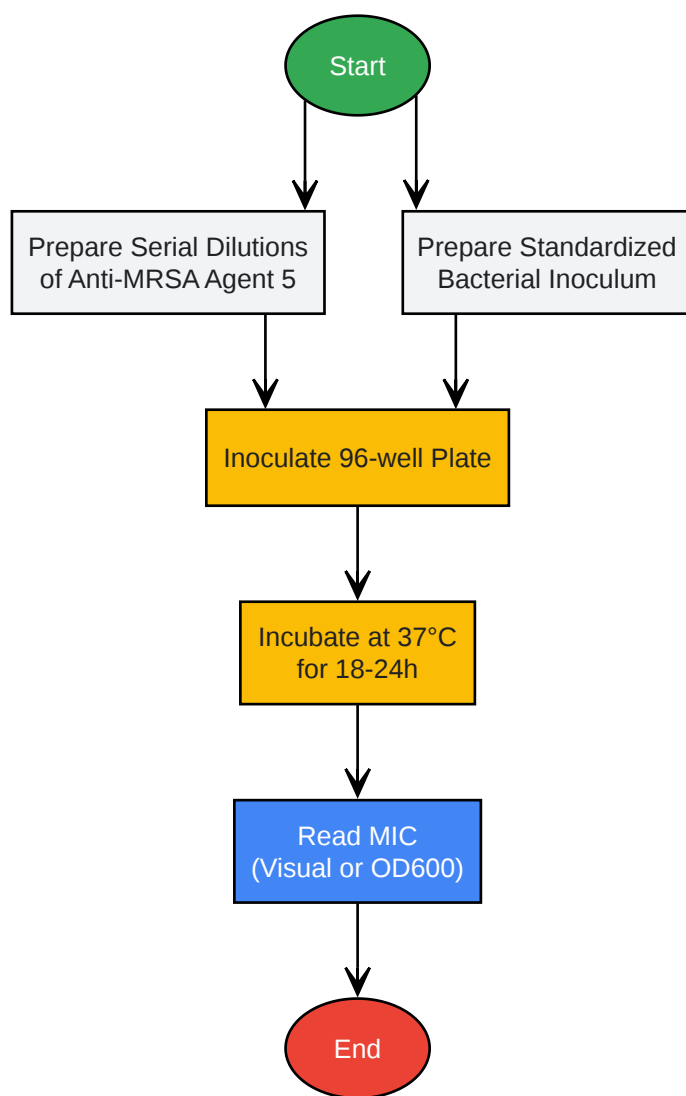 Start
Prepare Serial Dilutions
of Anti-MRSA Agent 5
Prepare Standardized
Bacterial Inoculum
Inoculate 96-well Plate
Incubate at 37°C
for 18-24h
Read MIC
(Visual or OD600)
End